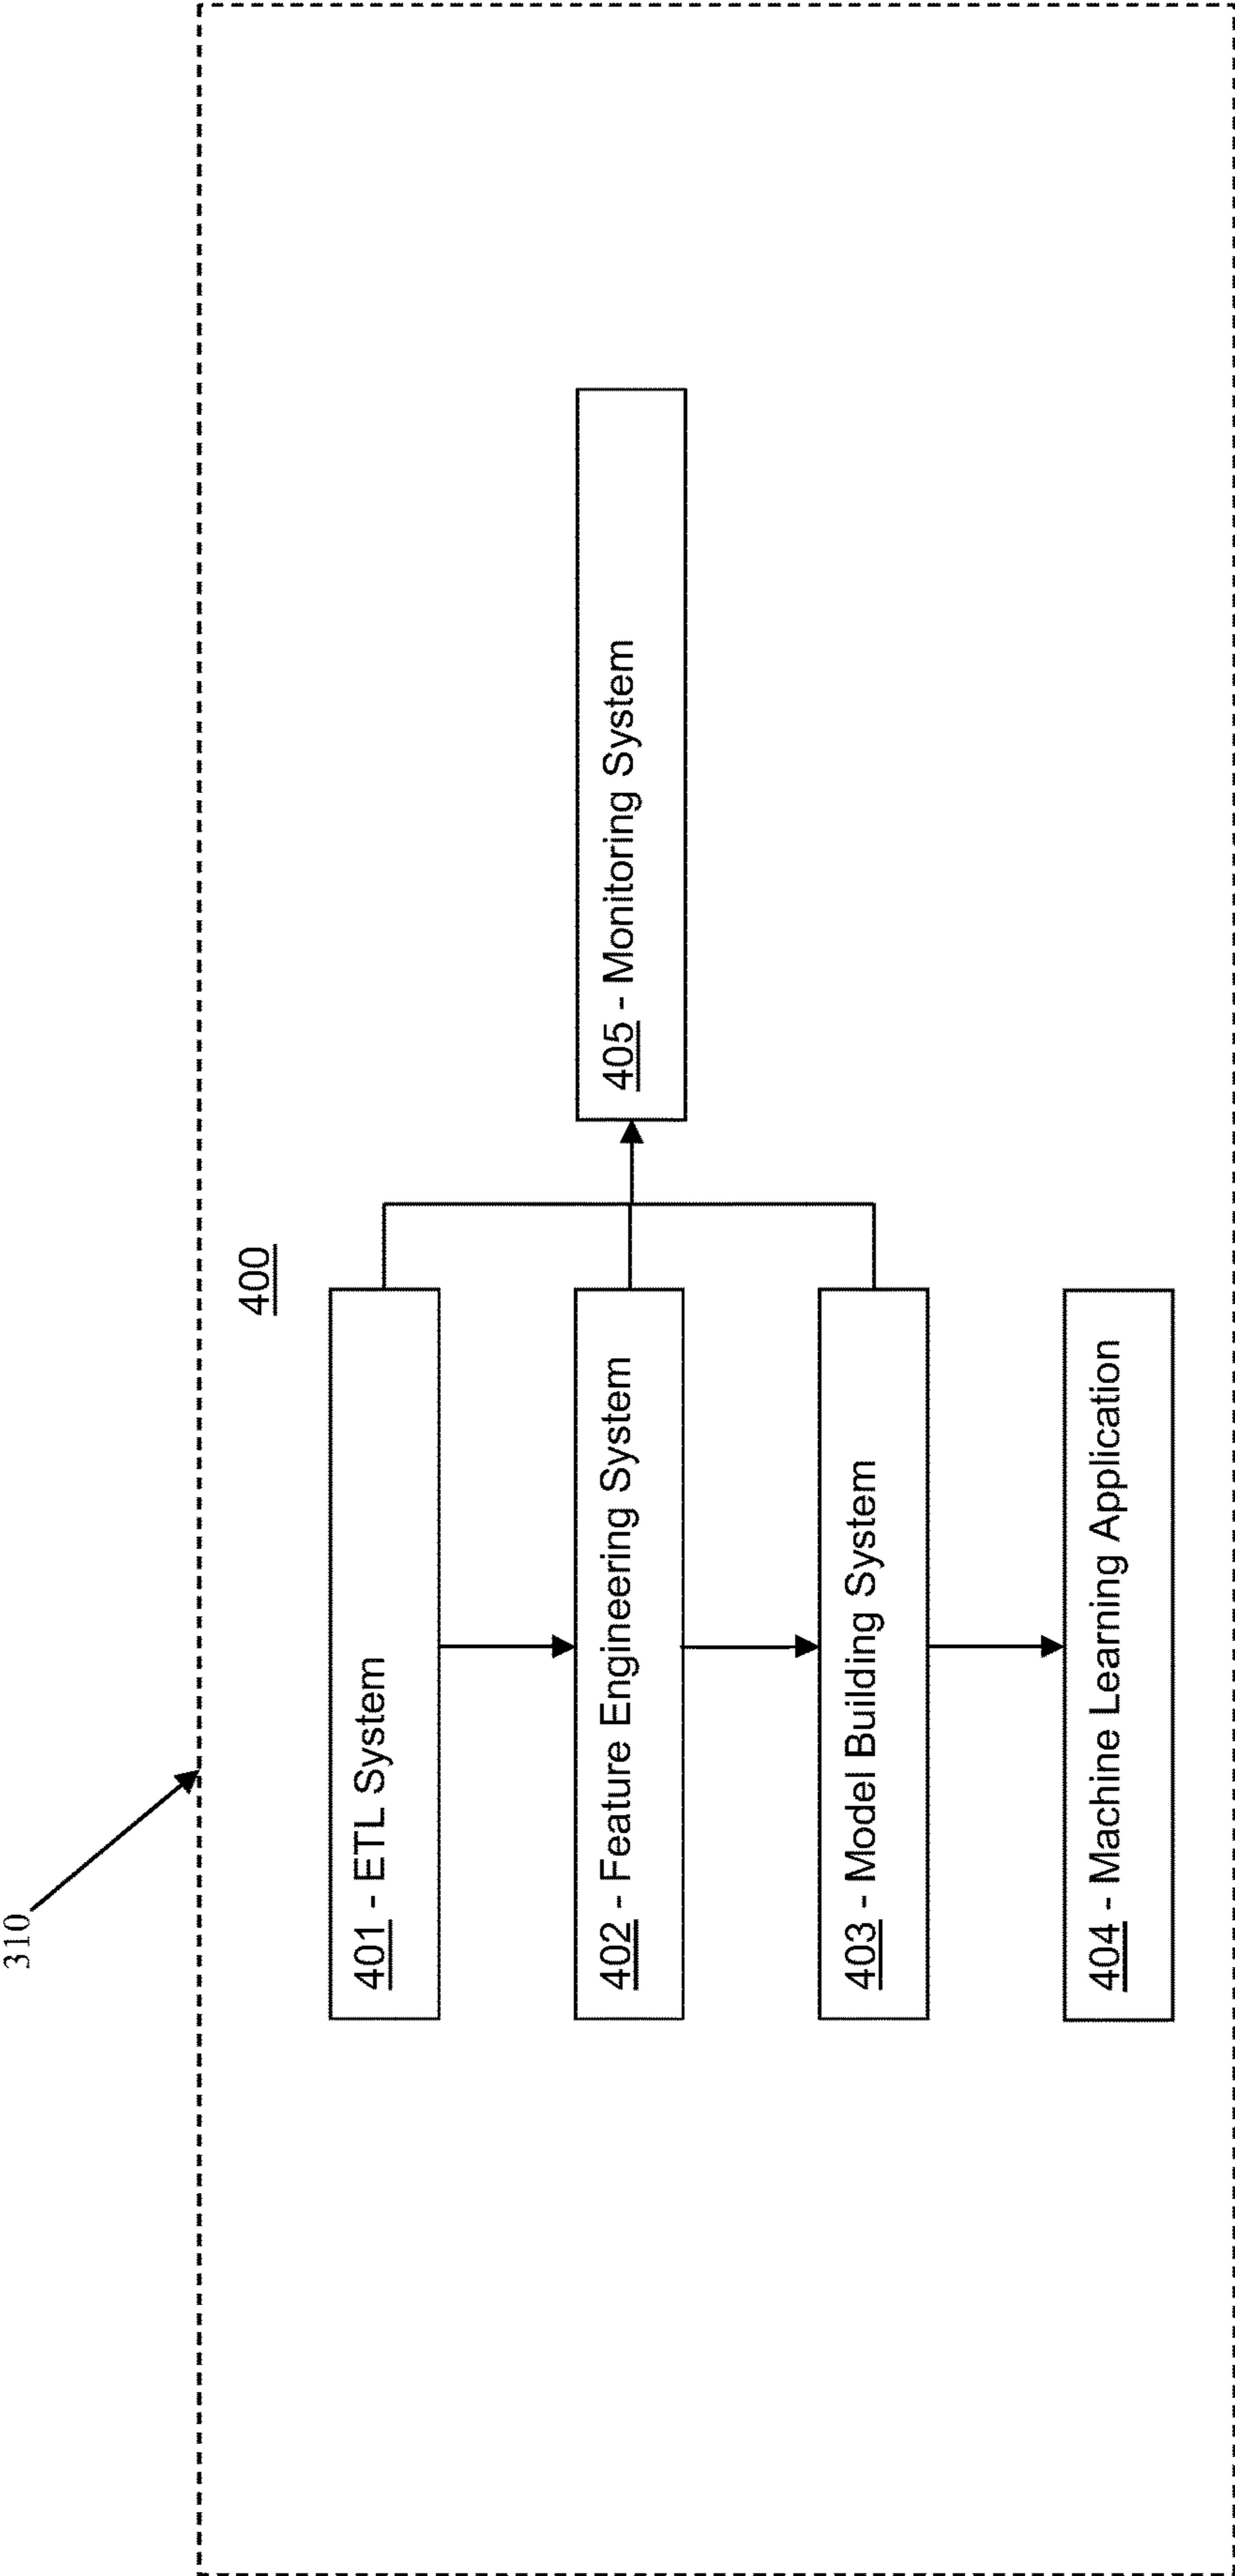 310
400
401 - ETL System
402 - Feature Engineering System
405 - Monitoring System
403 - Model Building System
404 - Machine Learning Application